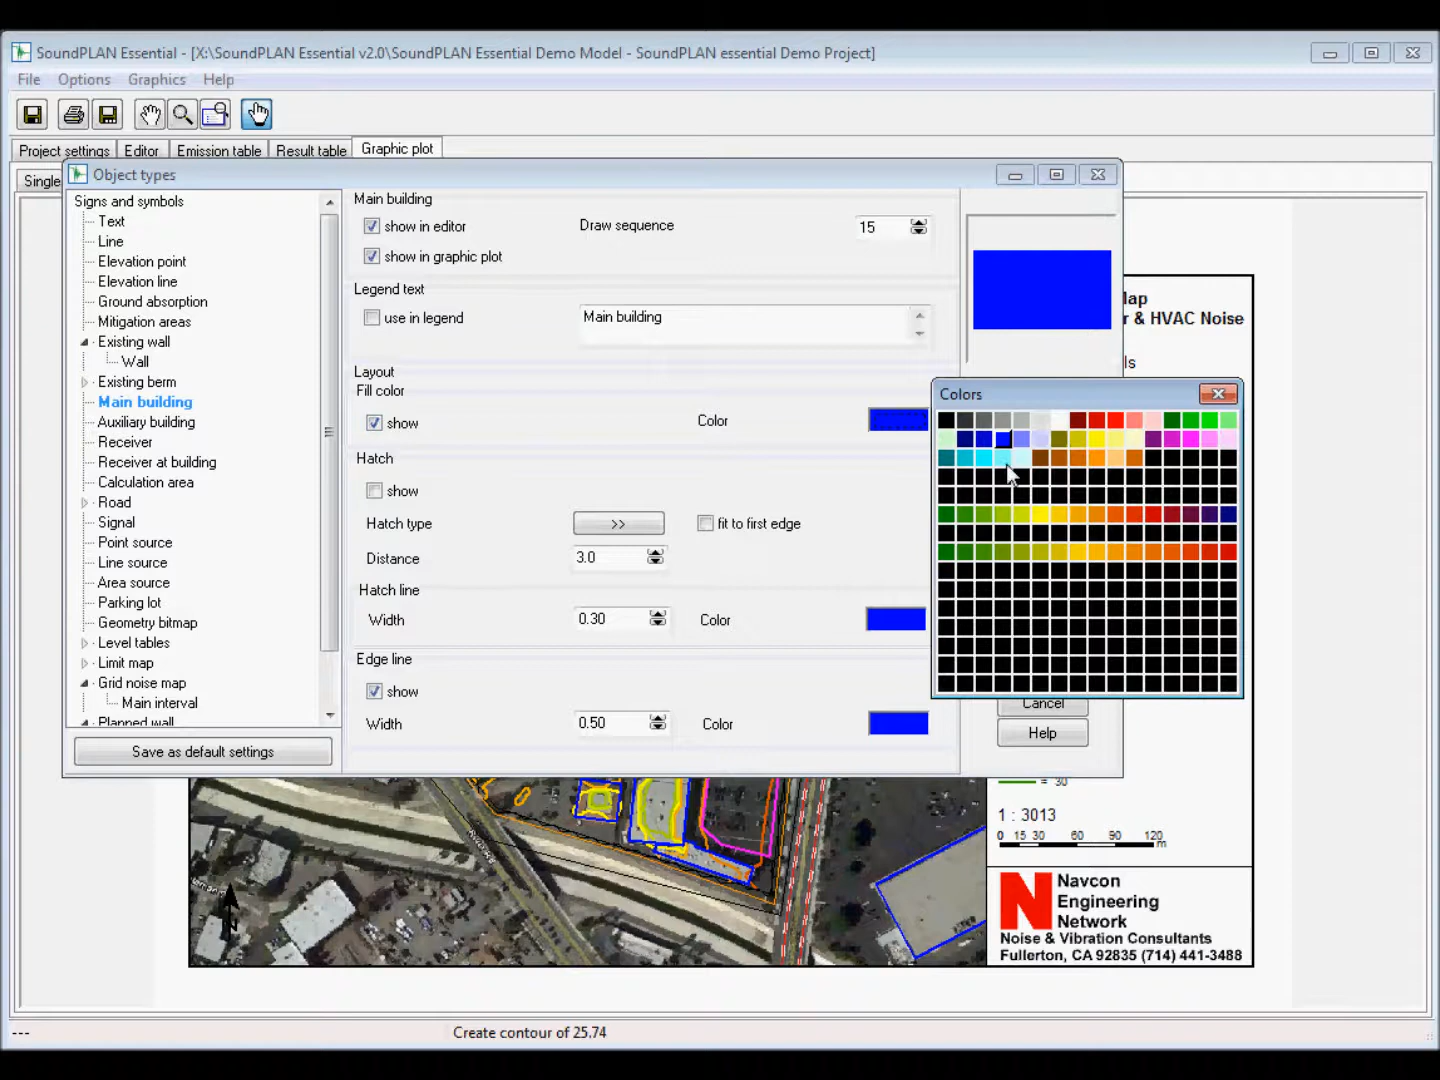 SoundPLAN Essential - [X:\SoundPLAN Essential v2.0\SoundPLAN Essential Demo Model - SoundPLAN essential Demo Project]
File Options Graphics Help
Project settings Editor Emission table Result table Graphic plot
Single
Object types
Signs and symbols
Text
Line
Elevation point
Elevation line
Ground absorption
Mitigation areas
Existing wall
Wall
Existing berm
Main building
Auxiliary building
Receiver
Receiver at building
Calculation area
Road
Signal
Point source
Line source
Area source
Parking lot
Geometry bitmap
Level tables
Limit map
Grid noise map
Main interval
Planned wall
Save as default settings
Main building
show in editor Draw sequence 15
show in graphic plot
Legend text
use in legend Main building
Layout
Fill color
show Color
Hatch
show
Hatch type >> fit to first edge
Distance 3.0
Hatch line
Width 0.30 Color
Edge line
show
Width 0.50 Color
Colors
Cancel
Help
r & HVAC Noise
= 30
1 : 3013
0 15 30 60 90 120
m
Navcon
Engineering
Network
Noise & Vibration Consultants
Fullerton, CA 92835 (714) 441-3488
--- Create contour of 25.74